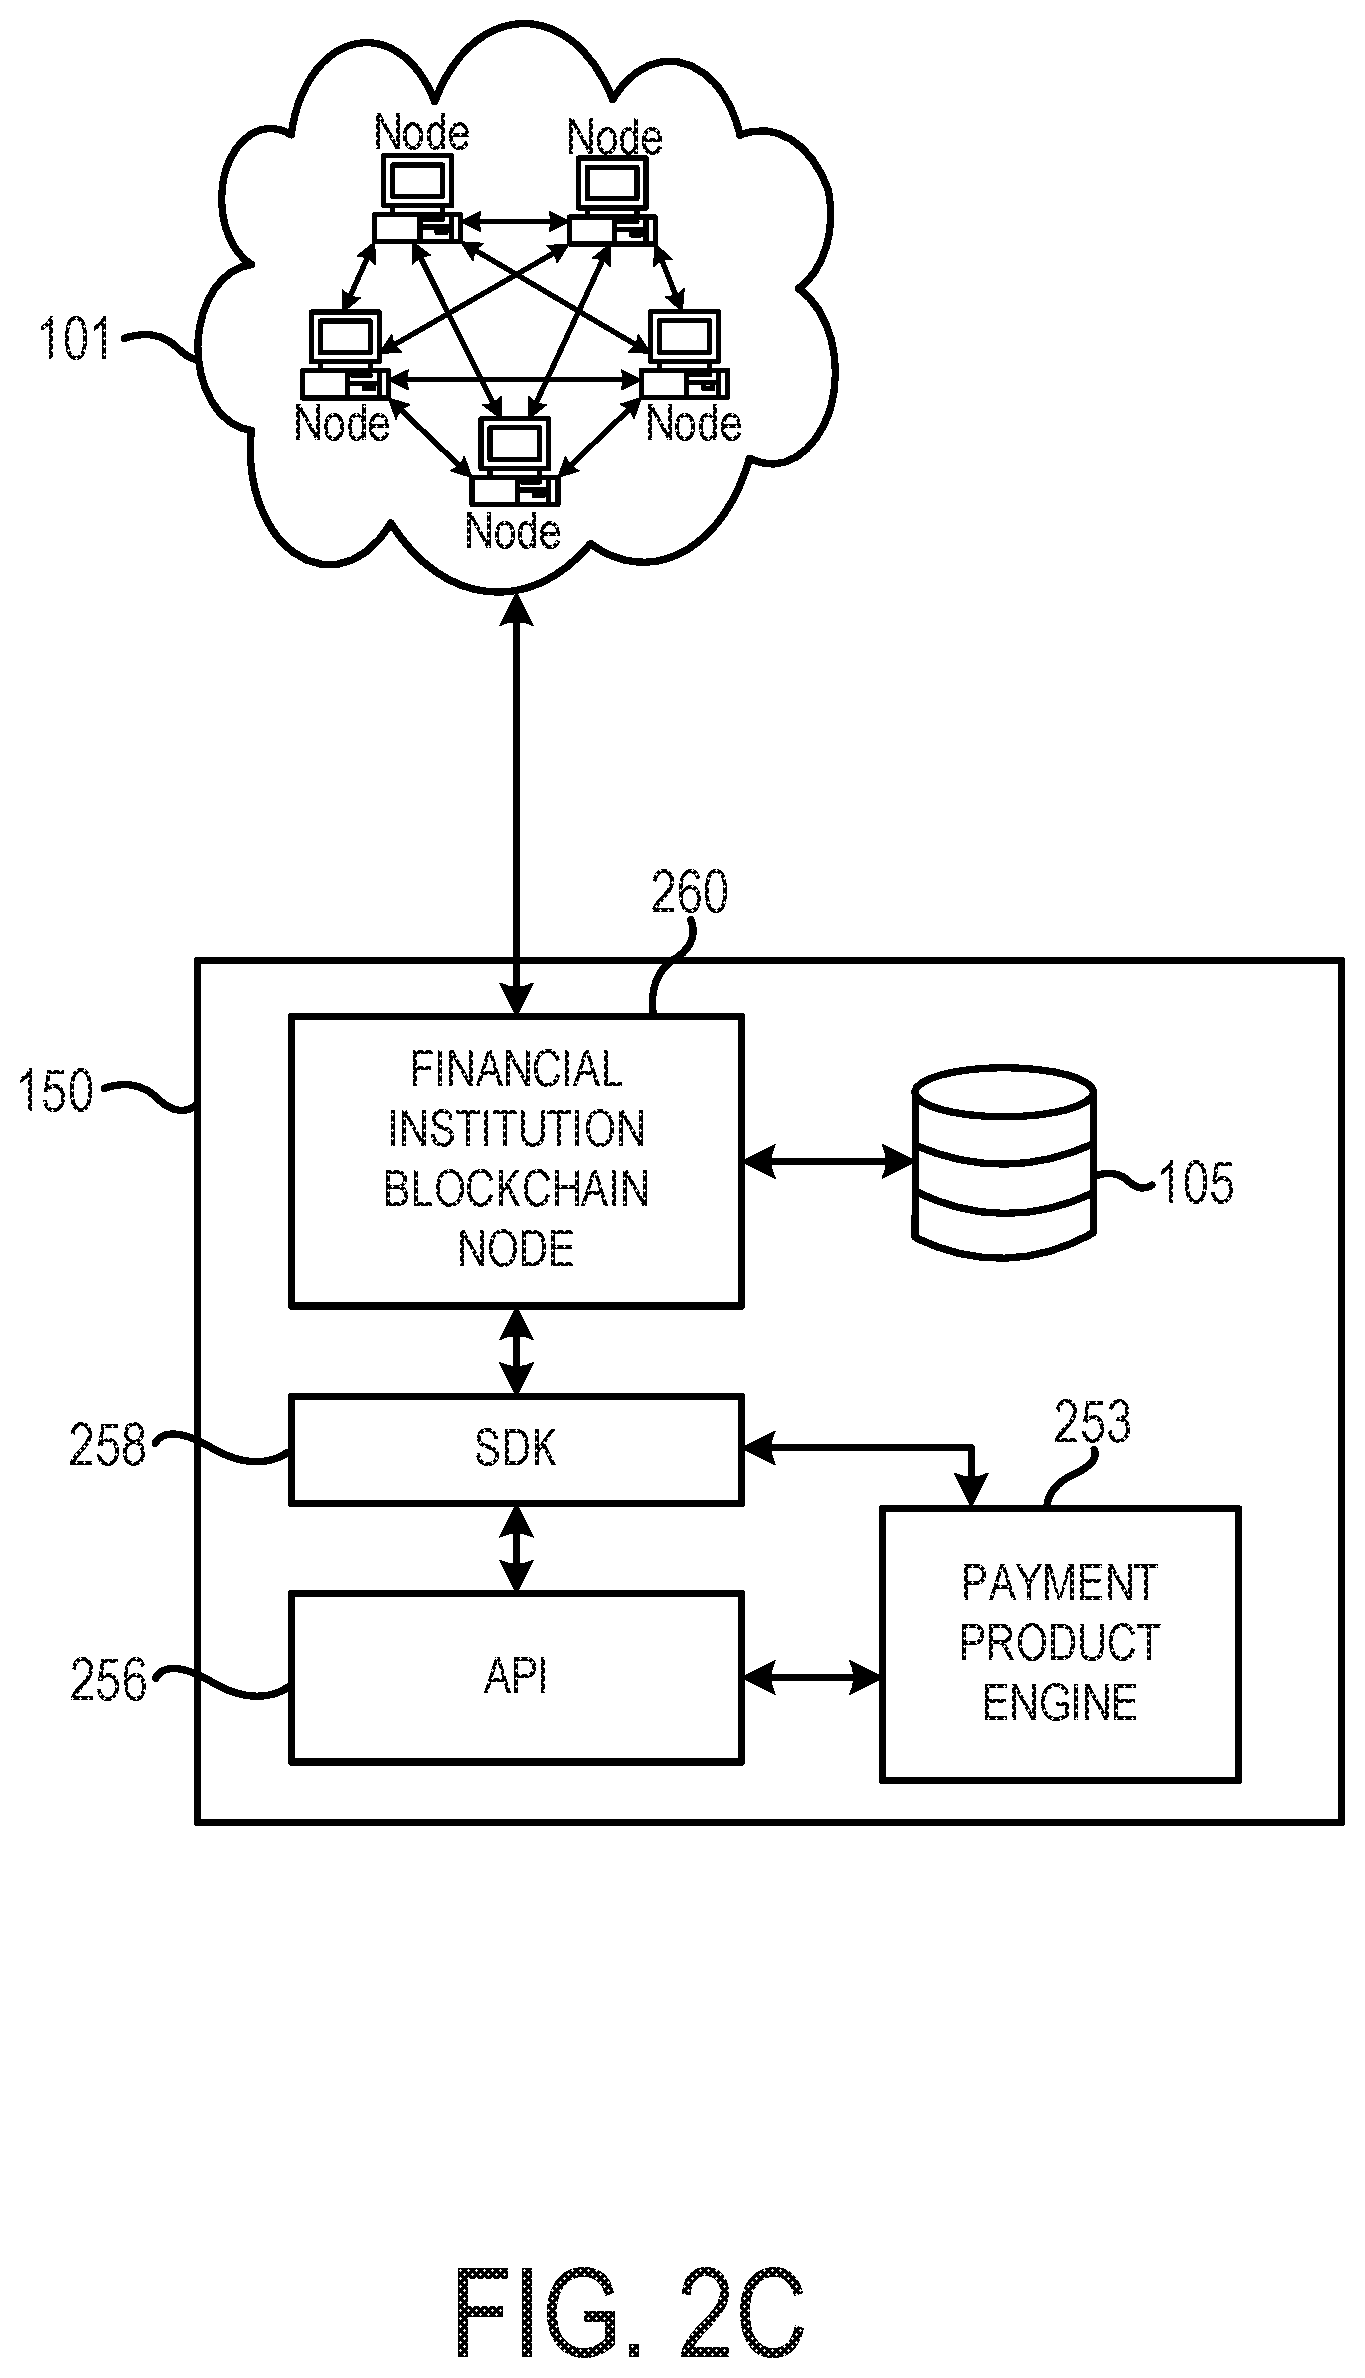 Node
Node
101
Node
Node
Node
260
FINANCIAL
INSTITUTION
BLOCKCHAIN
NODE
150
105
258
SDK
253
PAYMENT
PRODUCT
ENGINE
256
API
FIG. 2C